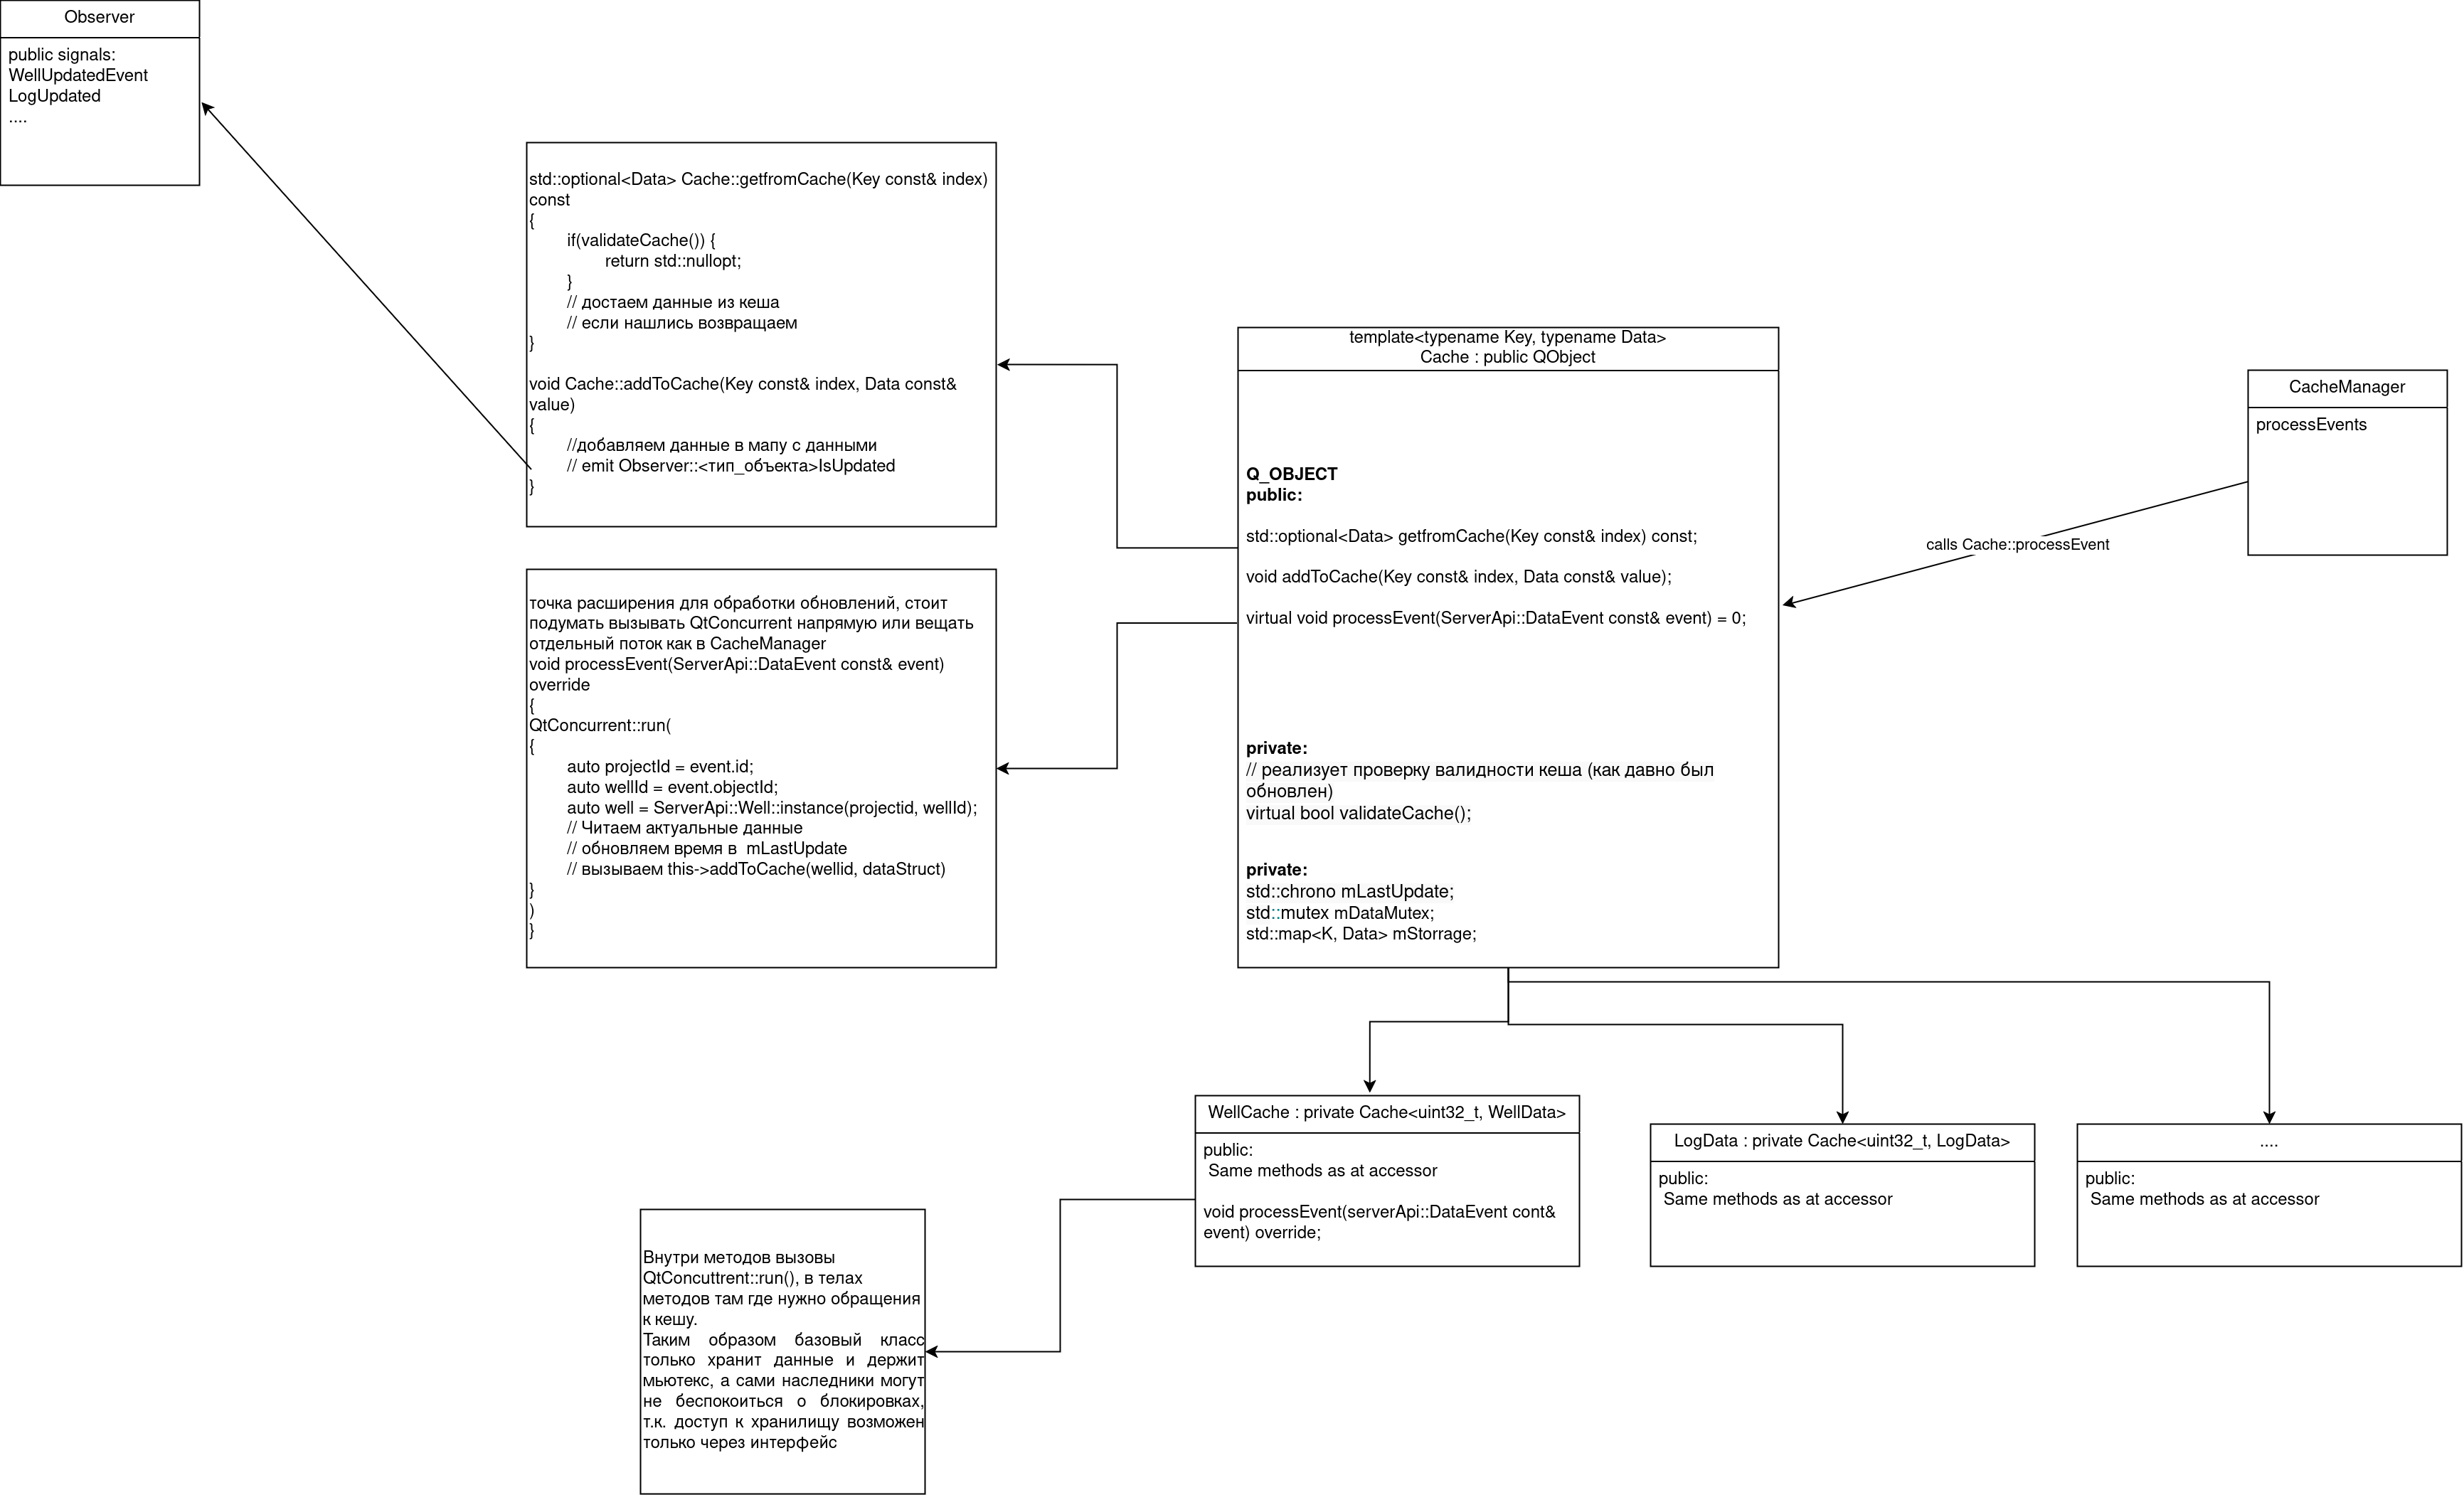 Observer
public signals:
WellUpdatedEvent
LogUpdated
....
std::optional<Data> Cache::getfromCache(Key const& index)
const
{
if(validateCache()) {
return std::nullopt;
}
// достаем данные из кеша
// если нашлись возвращаем
}
void Cache::addToCache(Key const& index, Data const&
value)
{
//добавляем данные в мапу с данными
// emit Observer::<тип_объекта>IsUpdated
}
точка расширения для обработки обновлений, стоит
подумать вызывать QtConcurrent напрямую или вещать
отдельный поток как в CacheManager
void processEvent(ServerApi::DataEvent const& event)
override
{
QtConcurrent::run(
{
auto projectId = event.id;
auto wellId = event.objectId;
auto well = ServerApi::Well::instance(projectid, wellId);
// Читаем актуальные данные
// обновляем время в  mLastUpdate
// вызываем this->addToCache(wellid, dataStruct)
}
)
}
template<typename Key, typename Data>
Cache : public QObject
Q_OBJECT
public:
std::optional<Data> getfromCache(Key const& index) const;
void addToCache(Key const& index, Data const& value);
virtual void processEvent(ServerApi::DataEvent const& event) = 0;
private:
// реализует проверку валидности кеша (как давно был
обновлен)
virtual bool validateCache();
private:
std::chrono mLastUpdate;
std::mutex mDataMutex;
std::map<K, Data> mStorrage;
CacheManager
processEvents
calls Cache::processEvent
WellCache : private Cache<uint32_t, WellData>
public:
Same methods as at accessor
void processEvent(serverApi::DataEvent cont&
event) override;
LogData : private Cache<uint32_t, LogData>
public:
Same methods as at accessor
....
public:
Same methods as at accessor
Внутри методов вызовы
QtConcuttrent::run(), в телах
методов там где нужно обращения
к кешу.
Таким образом базовый класс
только хранит данные и держит
мьютекс, а сами наследники могут
не беспокоиться о блокировках,
т.к. доступ к хранилищу возможен
только через интерфейс